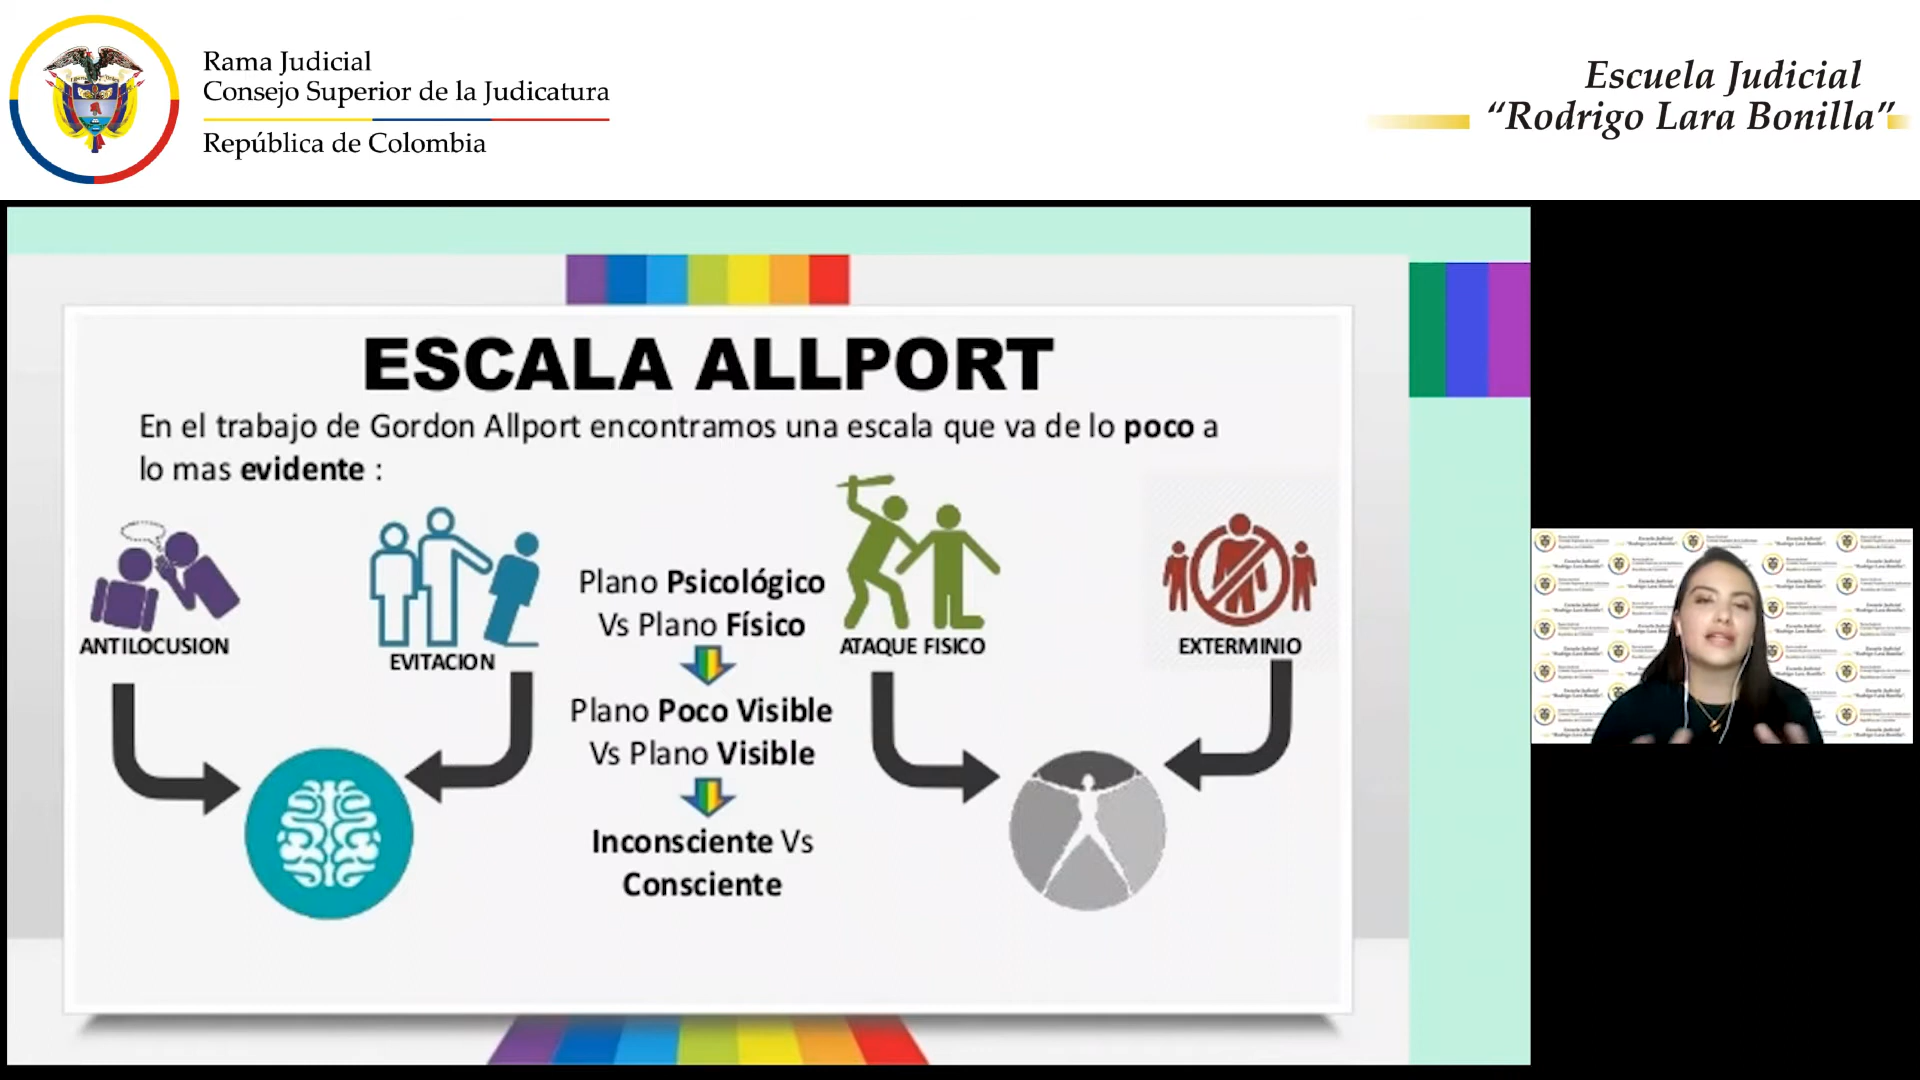 Rama Judicial
Consejo Superior de la Judicatura
República de Colombia
Escuela Judicial
“Rodrigo Lara Bonilla”
ESCALA ALLPORT
En el trabajo de Gordon Allport encontramos una escala que va de lo poco a
lo mas evidente :
ANTILOCUSION
EVITACION
Plano Psicológico
Vs Plano Físico
Plano Poco Visible
Vs Plano Visible
Inconsciente Vs
Consciente
ATAQUE FISICO
EXTERMINIO